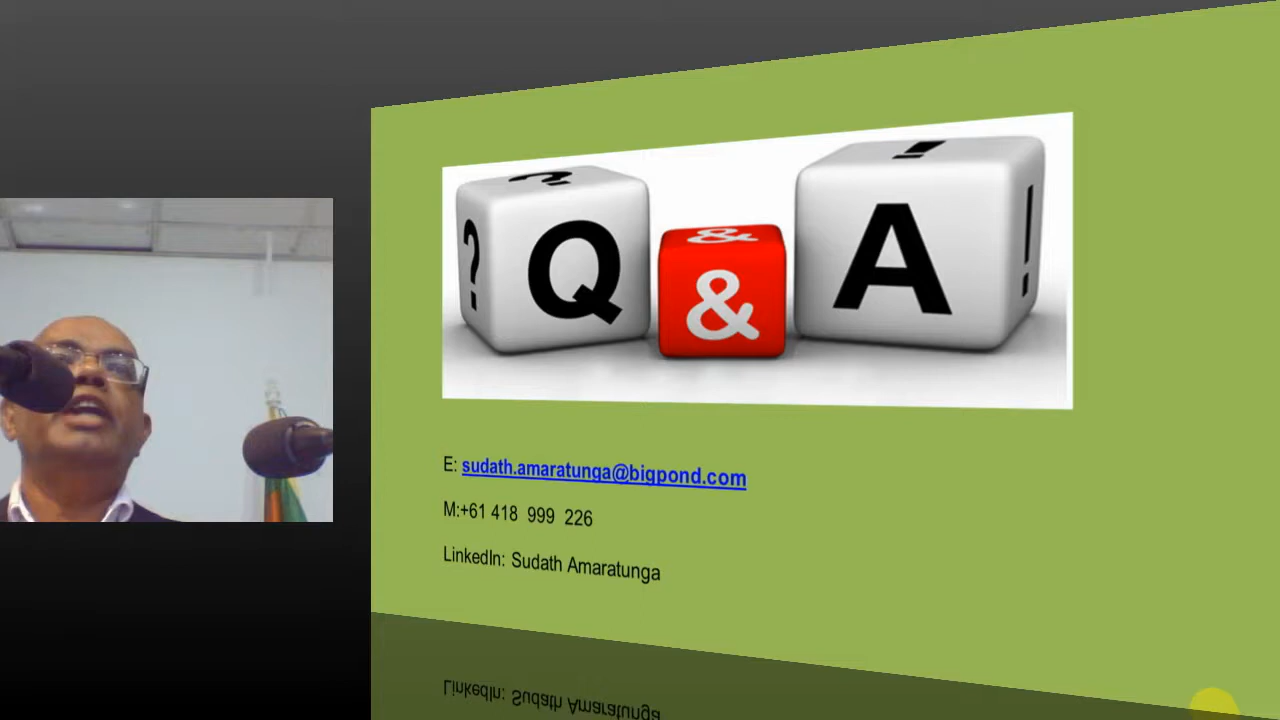 ? Q & A !
E: sudath.amaratunga@bigpond.com
M:+61 418 999 226
LinkedIn: Sudath Amaratunga